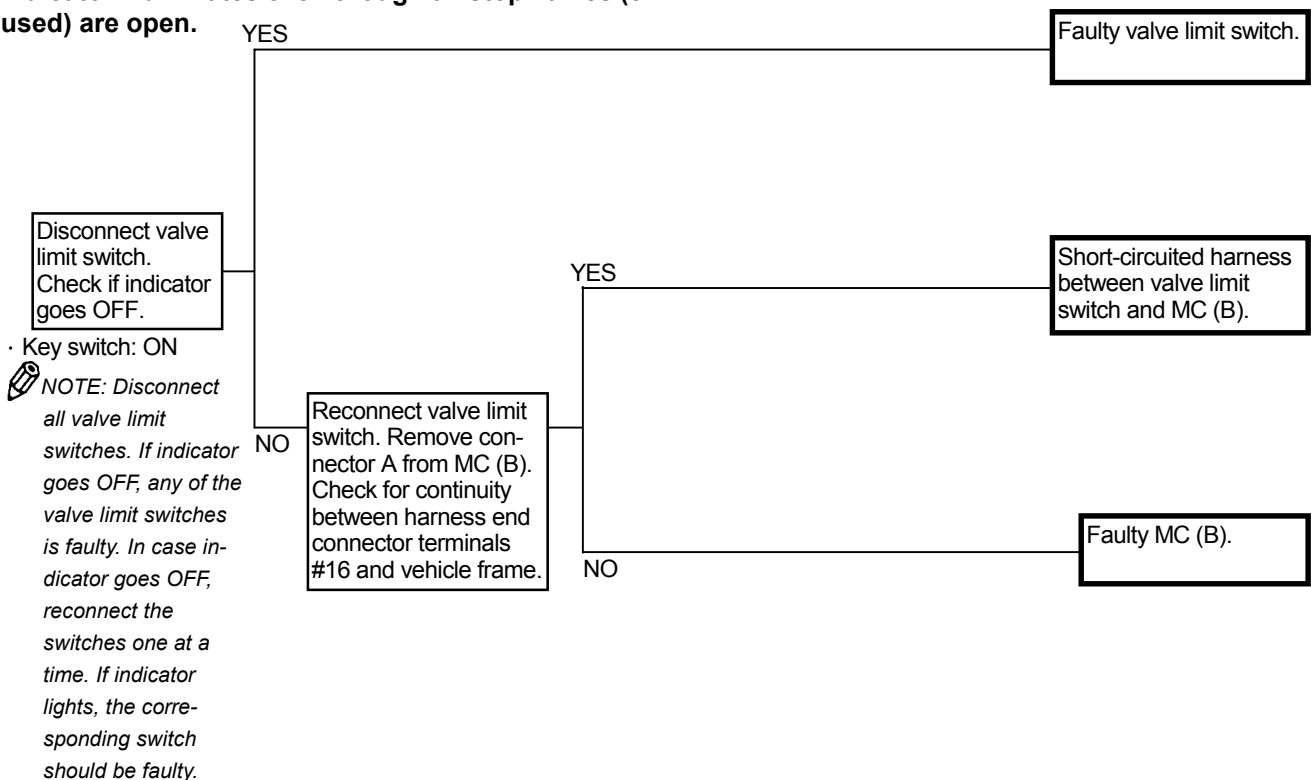 used) are open.
YES
Faulty valve limit switch.
Disconnect valve
limit switch.
Check if indicator
goes OFF.
· Key switch: ON
NOTE: Disconnect
all valve limit
switches. If indicator
goes OFF, any of the
valve limit switches
is faulty. In case in-
dicator goes OFF,
reconnect the
switches one at a
time. If indicator
lights, the corre-
sponding switch
should be faulty.
NO
Reconnect valve limit
switch. Remove con-
nector A from MC (B).
Check for continuity
between harness end
connector terminals
#16 and vehicle frame.
YES
Short-circuited harness
between valve limit
switch and MC (B).
NO
Faulty MC (B).